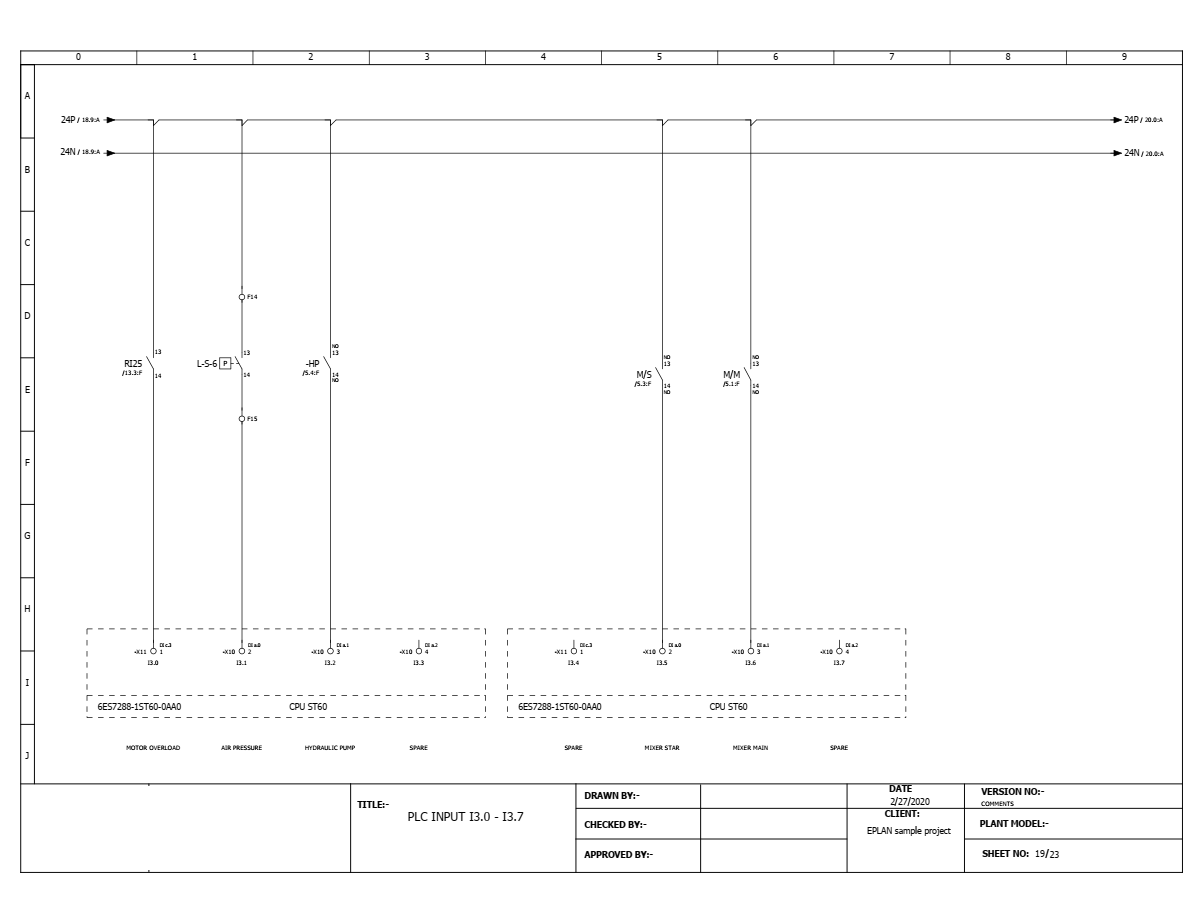 0 1 2 3 4 5 6 7 8 9
A
24P / 18.9:A 24P / 20.0:A
24N / 18.9:A 24N / 20.0:A
B
C
D
F14
NO NO NO
13 13 13 13 13
RI25 L-S-6 P -HP M/S M/M
/13.3:F /5.4:F /5.3:F /5.1:F
14 14 14 14 14
NO NO NO
E
F15
F
G
H
DI c.3 DI a.0 DI a.1 DI a.2 DI c.3 DI a.0 DI a.1 DI a.2
-X11 1 -X10 2 -X10 3 -X10 4 -X11 1 -X10 2 -X10 3 -X10 4
I3.0 I3.1 I3.2 I3.3 I3.4 I3.5 I3.6 I3.7
I
6ES7288-1ST60-0AA0 CPU ST60 6ES7288-1ST60-0AA0 CPU ST60
MOTOR OVERLOAD AIR PRESSURE HYDRAULIC PUMP SPARE SPARE MIXER STAR MIXER MAIN SPARE
J
TITLE:-
PLC INPUT I3.0 - I3.7
DRAWN BY:-
CHECKED BY:-
APPROVED BY:-
DATE
2/27/2020
CLIENT:
EPLAN sample project
VERSION NO:-
COMMENTS
PLANT MODEL:-
SHEET NO: 19/23